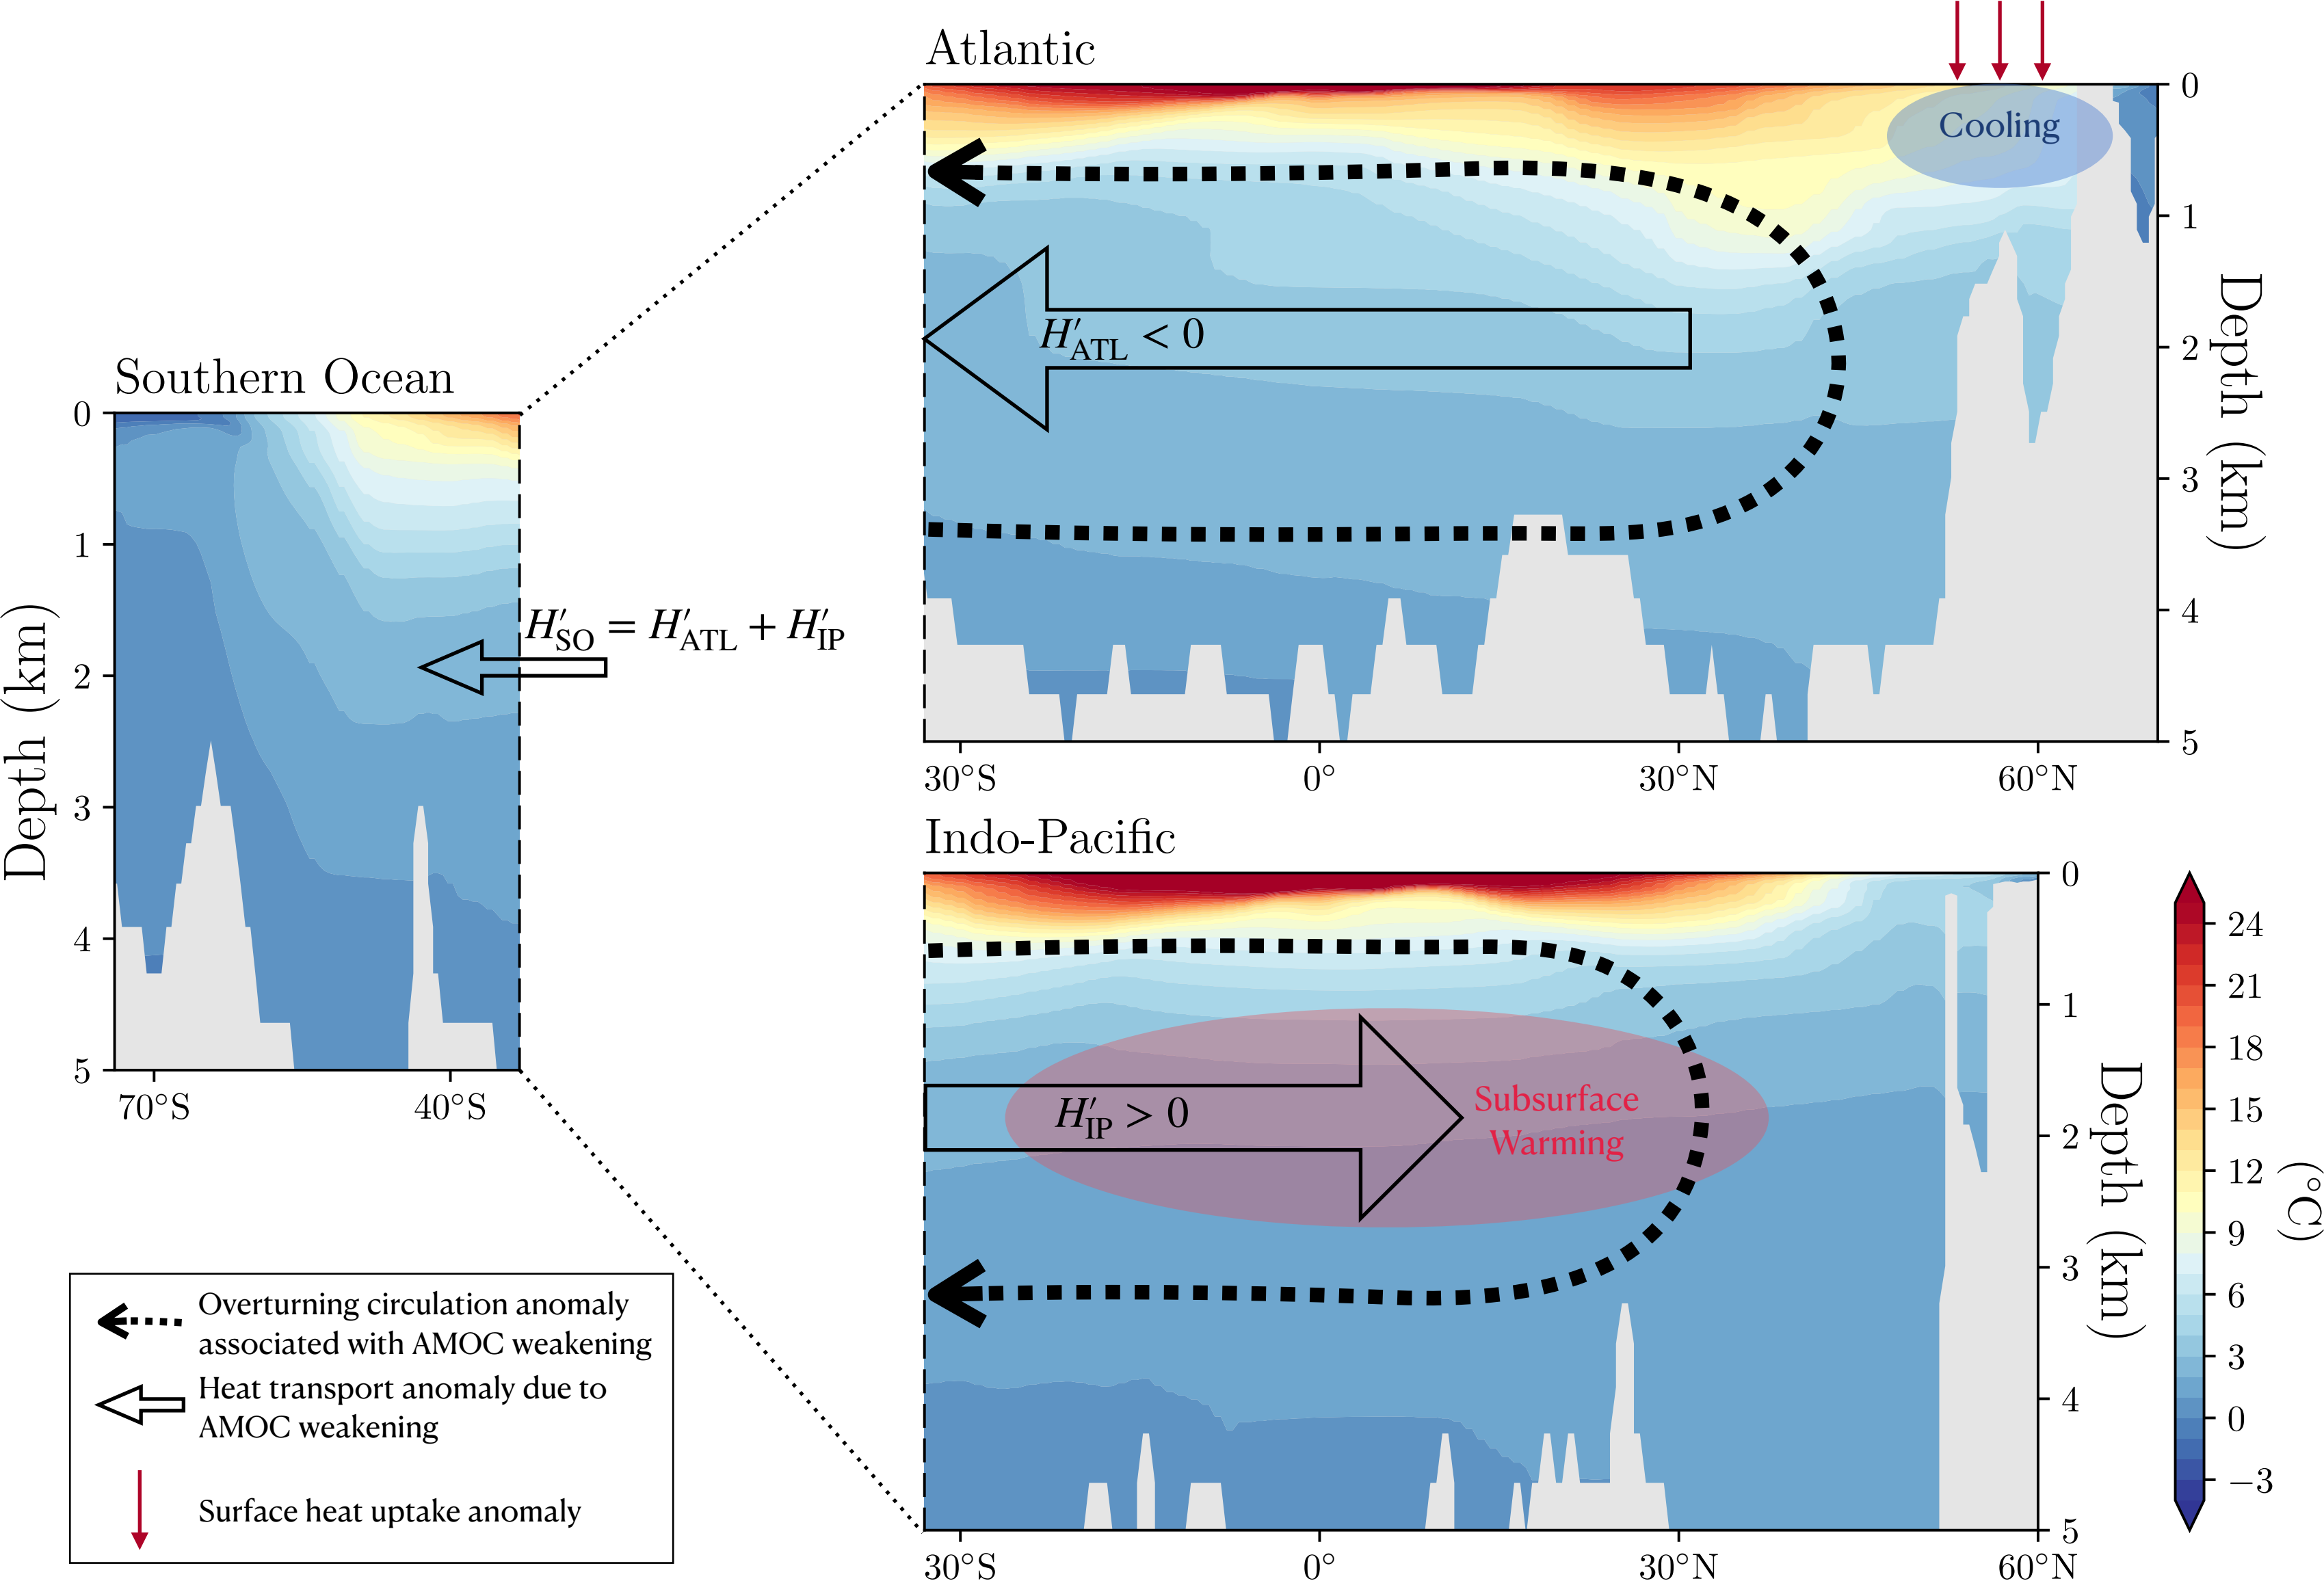 Atlantic
Cooling
H′ATL < 0
0
1
2
3
4
5
Depth (km)
30°S
0°
30°N
60°N
Southern Ocean
0
1
2
3
4
5
Depth (km)
70°S
40°S
H′SO = H′ATL + H′IP
Indo-Pacific
H′IP > 0
Subsurface
Warming
0
1
2
3
4
5
Depth (km)
30°S
0°
30°N
60°N
24
21
18
15
12
9
6
3
0
−3
(°C)
Overturning circulation anomaly
associated with AMOC weakening
Heat transport anomaly due to
AMOC weakening
Surface heat uptake anomaly